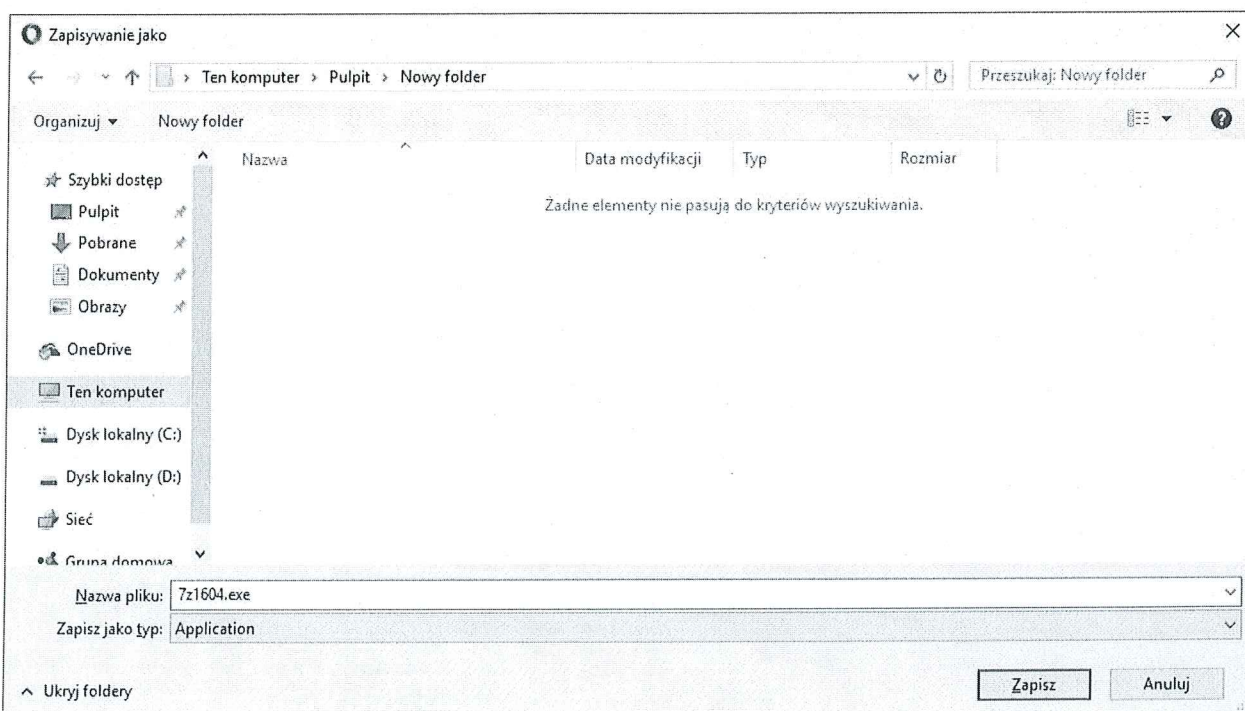 Zapisywanie jako
Ten komputer > Pulpit > Nowy folder
Przeszukaj: Nowy folder
Organizuj Nowy folder
Nazwa Data modyfikacji Typ Rozmiar
Żadne elementy nie pasują do kryteriów wyszukiwania.
Szybki dostęp
Pulpit
Pobrane
Dokumenty
Obrazy
OneDrive
Ten komputer
Dysk lokalny (C:)
Dysk lokalny (D:)
Sieć
Grupa domowa
Nazwa pliku: 7z1604.exe
Zapisz jako typ: Application
Ukryj foldery
Zapisz Anuluj